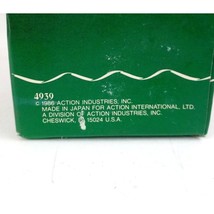 4939
© 1986 ACTION INDUSTRIES, INC.
MADE IN JAPAN FOR ACTION INTERNATIONAL, LTD.
A DIVISION OF ACTION INDUSTRIES, INC.
CHESWICK, PA 15024 U.S.A.